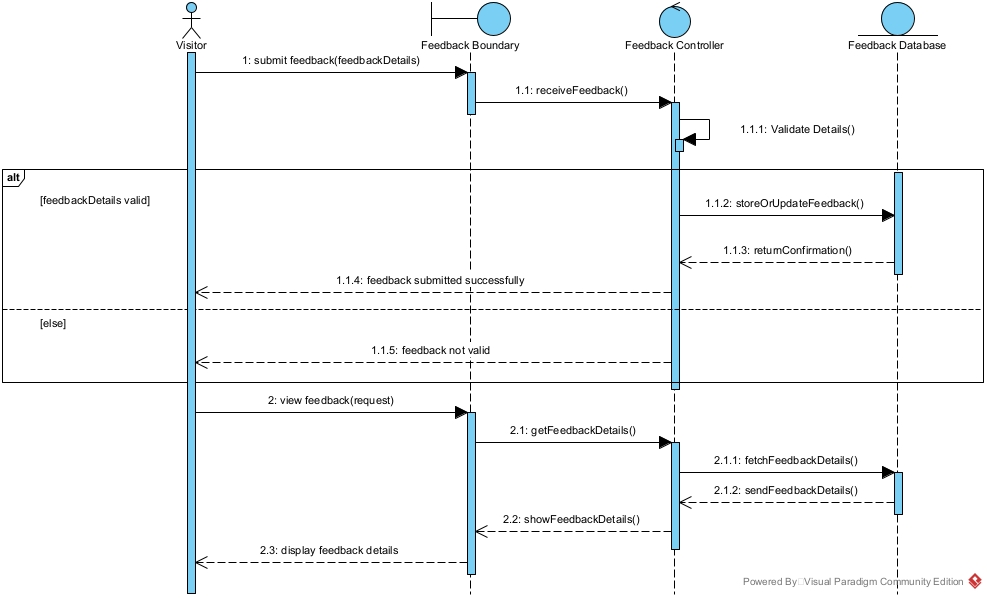 Visitor
Feedback Boundary
Feedback Controller
Feedback Database
1: submit feedback(feedbackDetails)
1.1: receiveFeedback()
1.1.1: Validate Details()
alt
[feedbackDetails valid]
1.1.2: storeOrUpdateFeedback()
1.1.3: returnConfirmation()
1.1.4: feedback submitted successfully
[else]
1.1.5: feedback not valid
2: view feedback(request)
2.1: getFeedbackDetails()
2.1.1: fetchFeedbackDetails()
2.1.2: sendFeedbackDetails()
2.2: showFeedbackDetails()
2.3: display feedback details
Powered By Visual Paradigm Community Edition